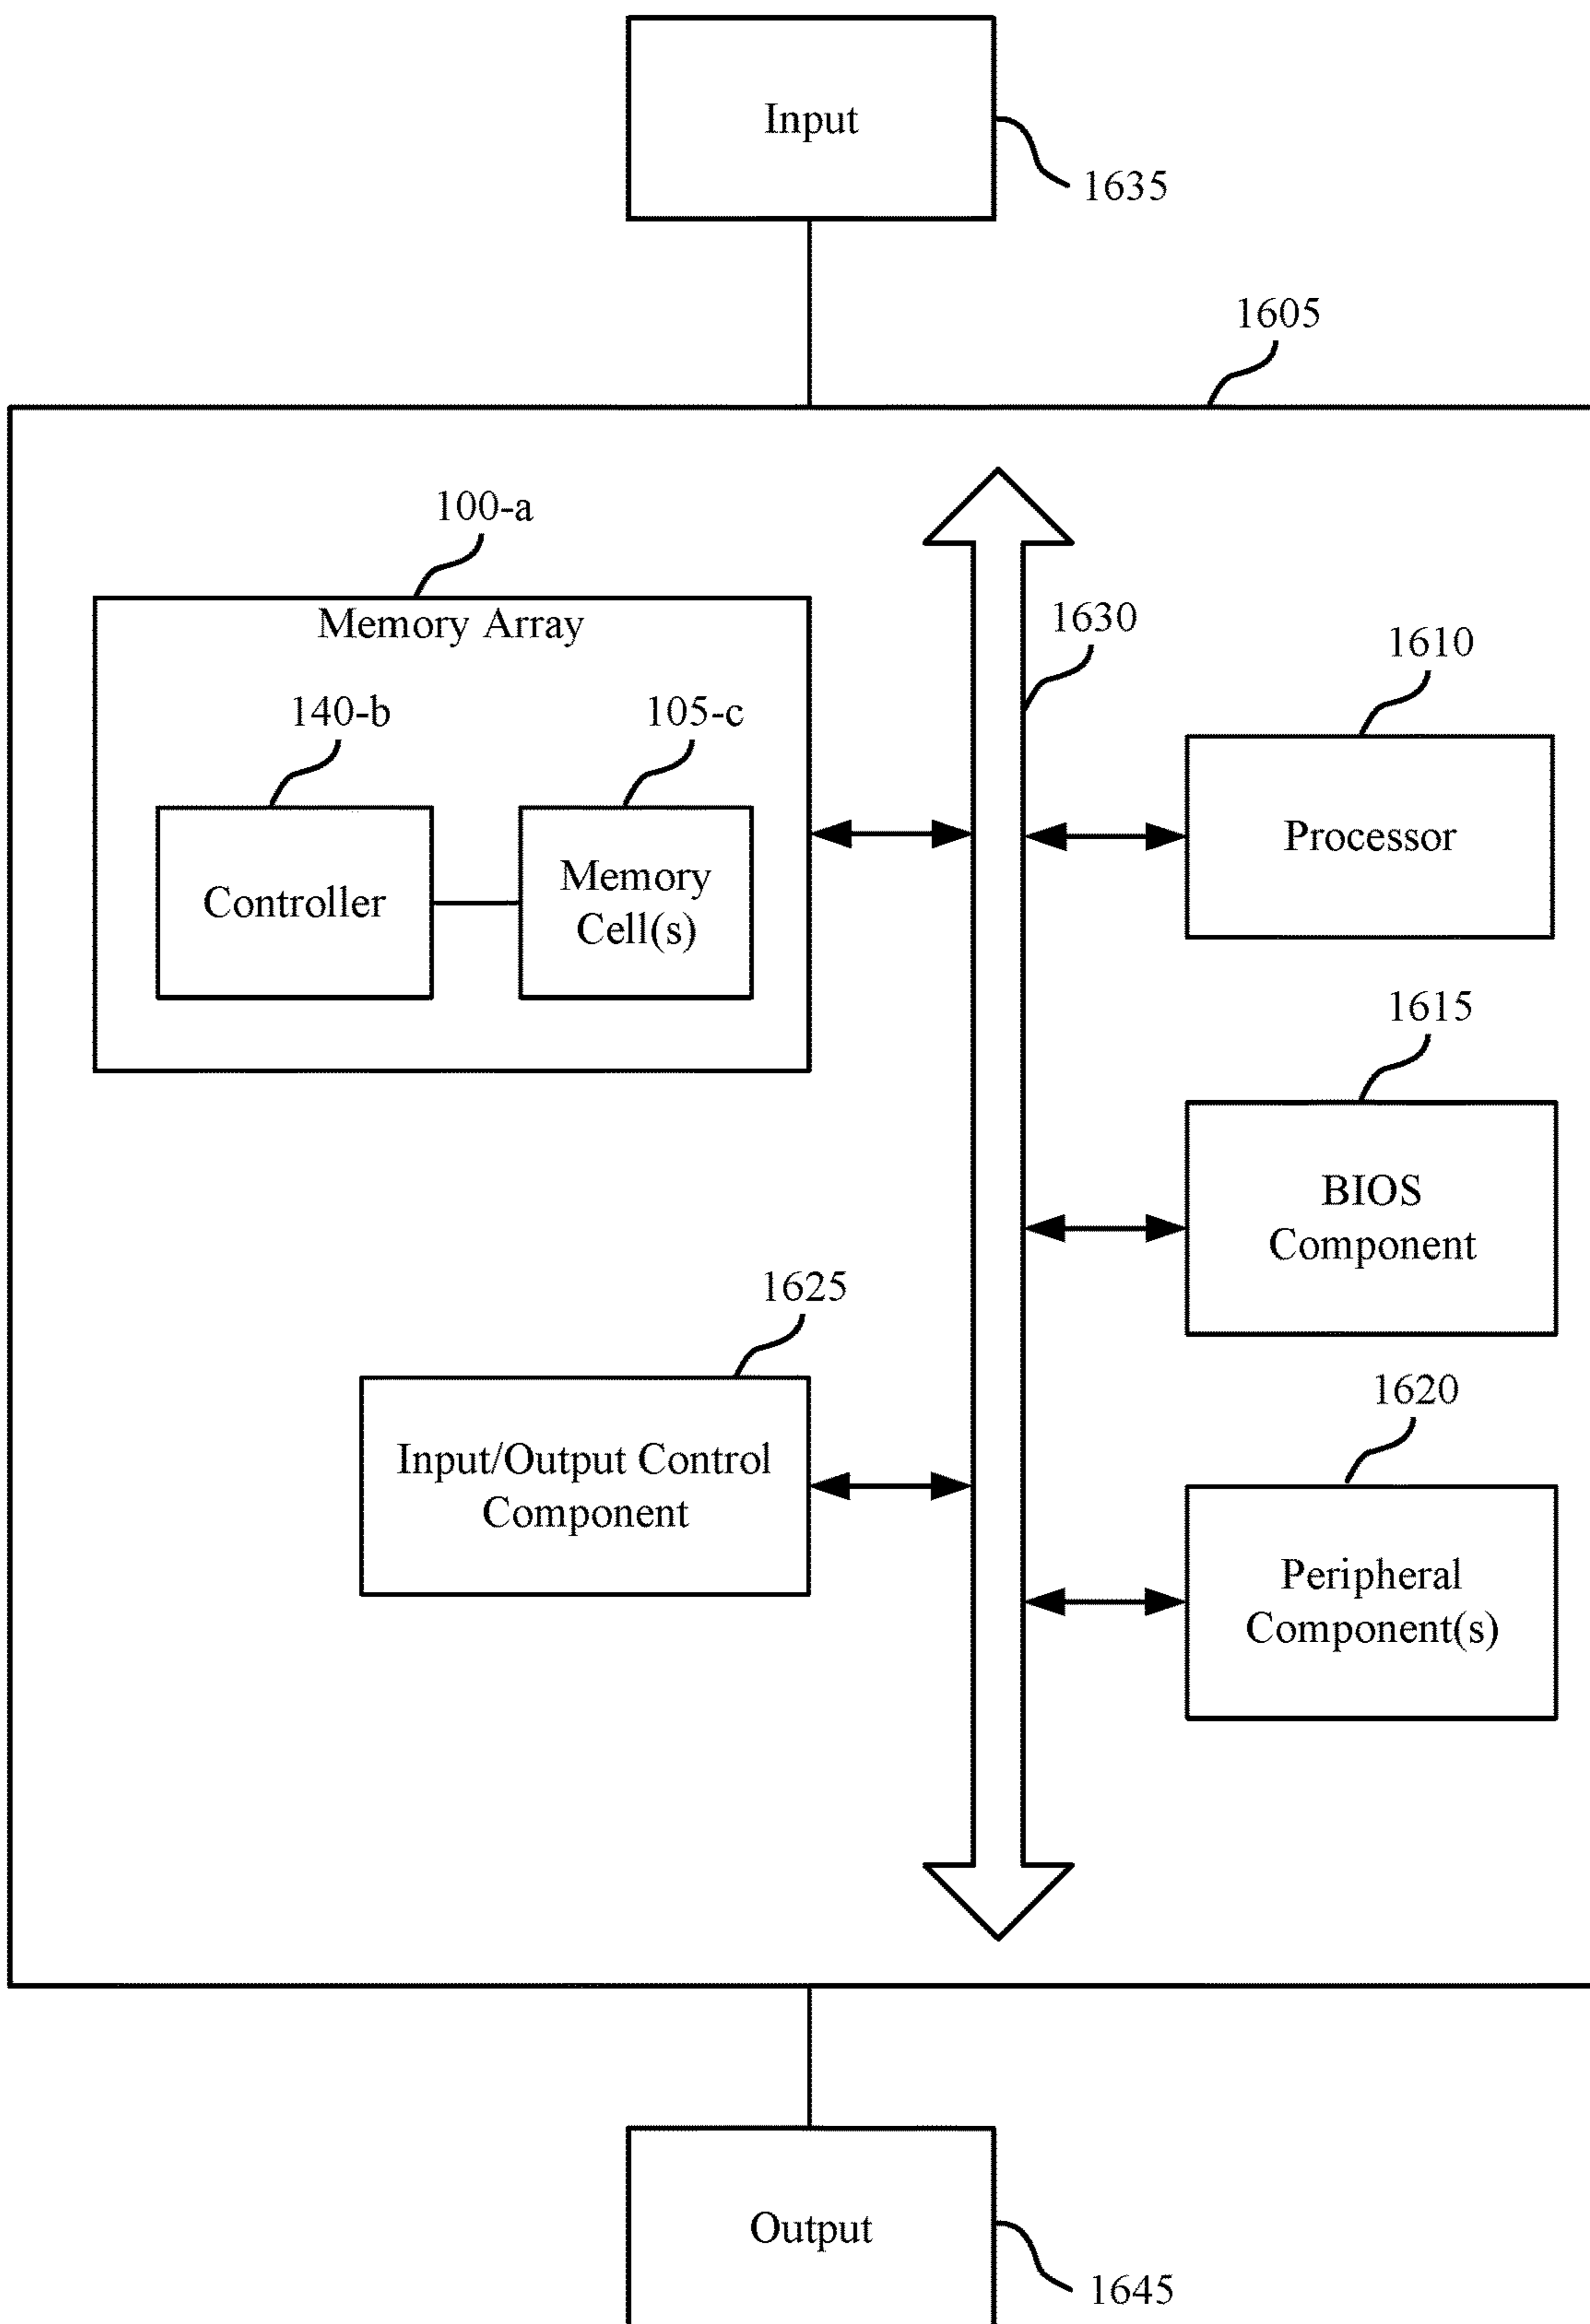 Input
1635
1605
100-a
Memory Array
1630
1610
140-b
105-c
Controller
Memory
Cell(s)
Processor
1615
BIOS
Component
1625
1620
Input/Output Control
Component
Peripheral
Component(s)
Output
1645